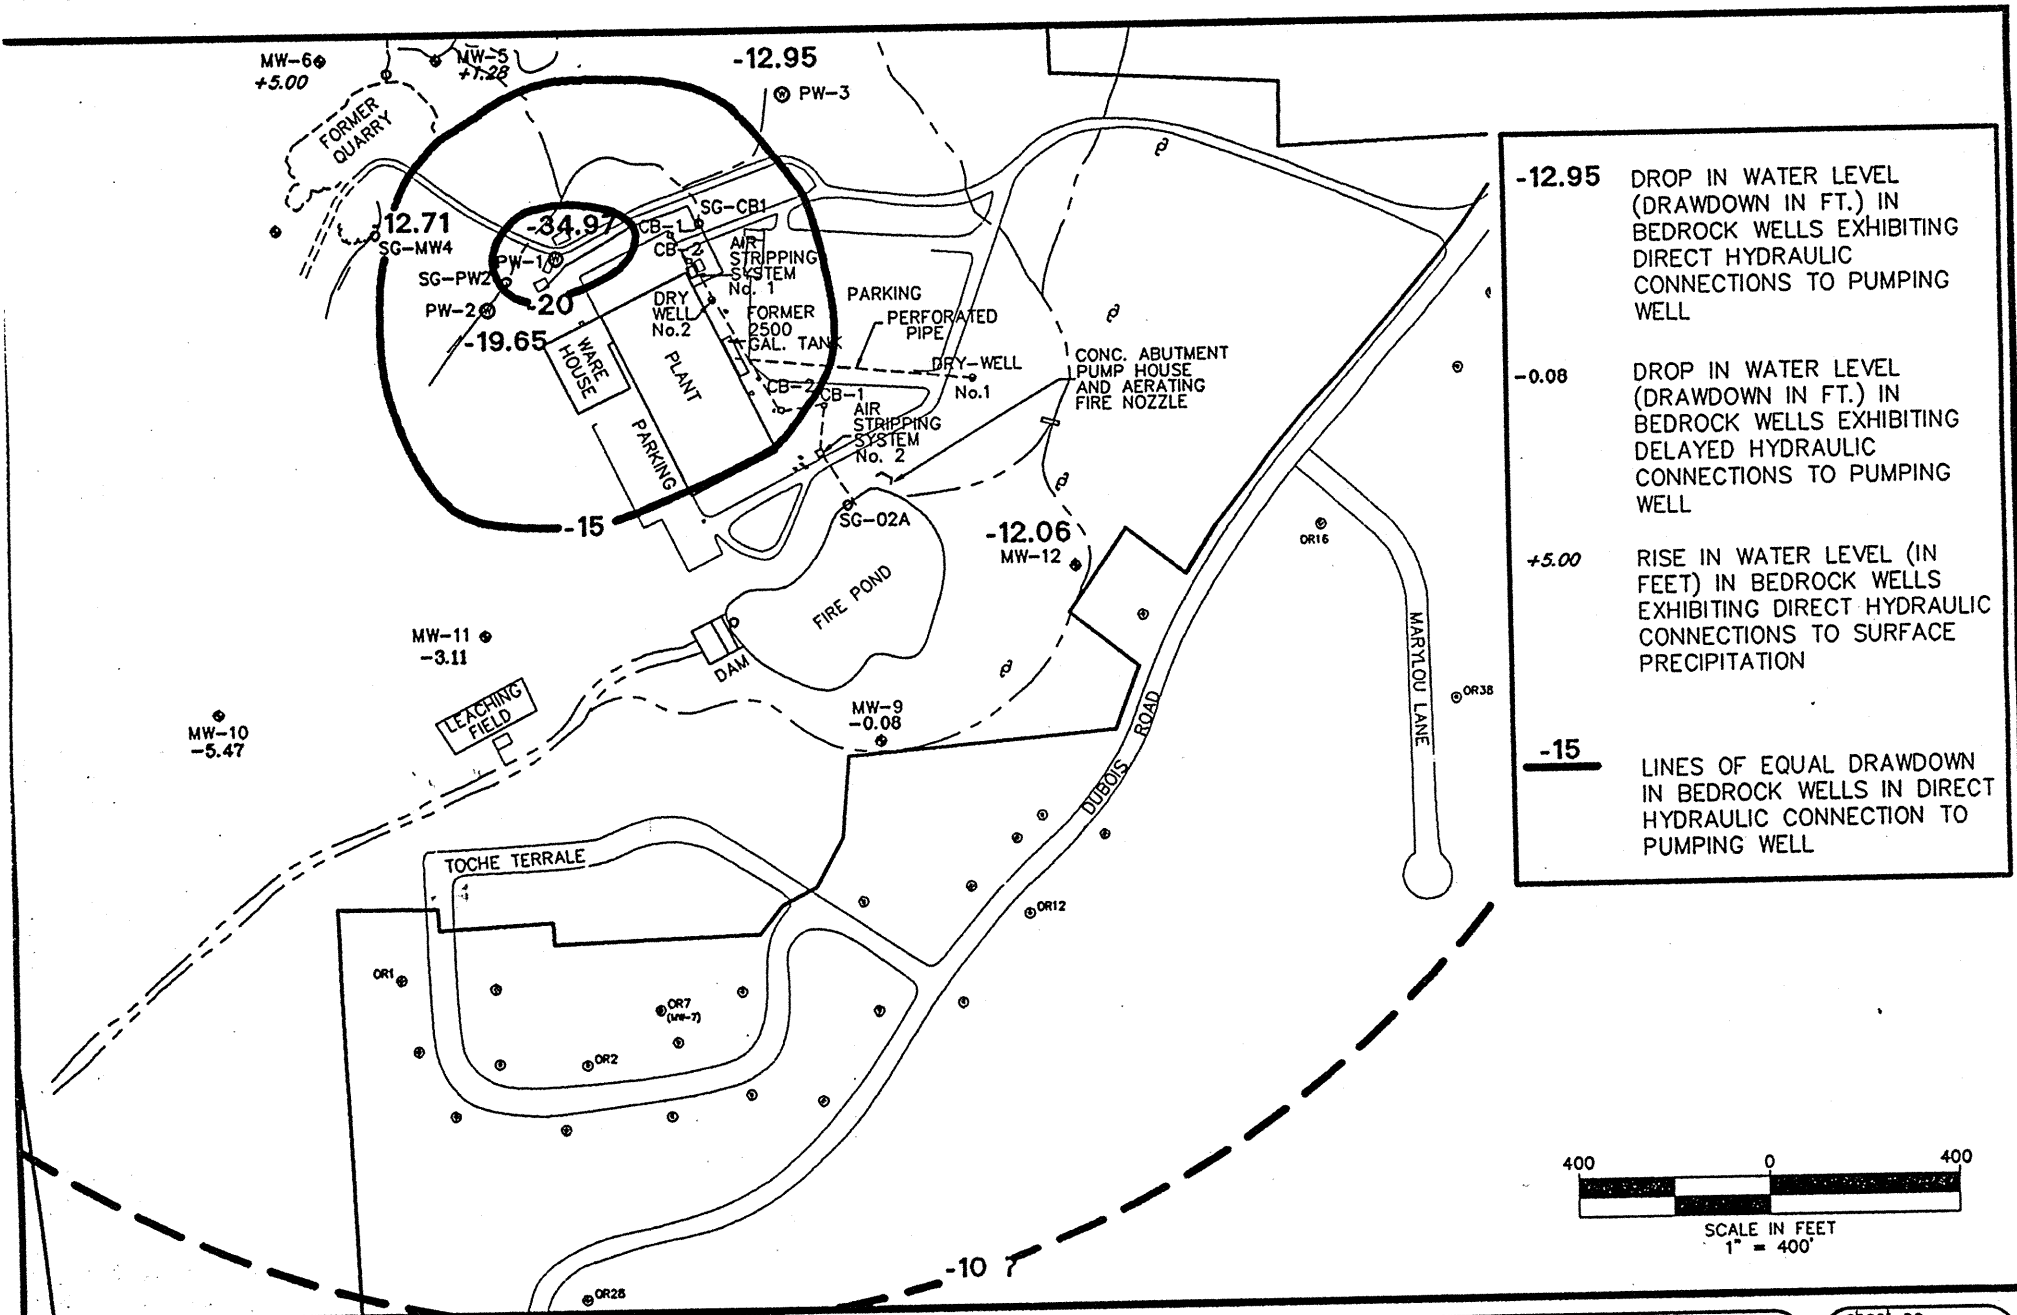 MW-6
+5.00
MW-5
+1.28
-12.95
PW-3
FORMER
QUARRY
12.71
SG-MW4
-34.97
PW-1
SG-PW2
PW-2
-20
-19.65
CB-1
SG-CB1
CB-2
AIR
STRIPPING
SYSTEM
No. 1
DRY
WELL
No.2
FORMER
2500
GAL. TANK
PARKING
PERFORATED
PIPE
DRY-WELL
No.1
WARE
HOUSE
PLANT
PARKING
CB-2
CB-1
AIR
STRIPPING
SYSTEM
No. 2
CONC. ABUTMENT
PUMP HOUSE
AND AERATING
FIRE NOZZLE
-15
SG-02A
-12.06
MW-12
FIRE POND
DAM
MW-11
-3.11
LEACHING
FIELD
MW-10
-5.47
MW-9
-0.08
OR16
MARYLOU LANE
OR38
DUBOIS ROAD
TOCHE TERRALE
OR12
OR1
OR7
(MW-7)
OR2
OR28
-10 ?
-12.95
DROP IN WATER LEVEL
(DRAWDOWN IN FT.) IN
BEDROCK WELLS EXHIBITING
DIRECT HYDRAULIC
CONNECTIONS TO PUMPING
WELL
-0.08
DROP IN WATER LEVEL
(DRAWDOWN IN FT.) IN
BEDROCK WELLS EXHIBITING
DELAYED HYDRAULIC
CONNECTIONS TO PUMPING
WELL
+5.00
RISE IN WATER LEVEL (IN
FEET) IN BEDROCK WELLS
EXHIBITING DIRECT HYDRAULIC
CONNECTIONS TO SURFACE
PRECIPITATION
-15
LINES OF EQUAL DRAWDOWN
IN BEDROCK WELLS IN DIRECT
HYDRAULIC CONNECTION TO
PUMPING WELL
400 0 400
SCALE IN FEET
1" = 400'